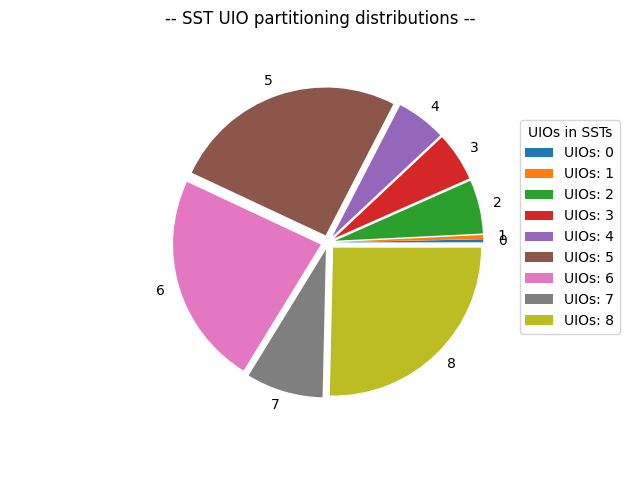 -- SST UIO partitioning distributions --
5
4
3
2
1
0
6
7
8
UIOs in SSTs
UIOs: 0
UIOs: 1
UIOs: 2
UIOs: 3
UIOs: 4
UIOs: 5
UIOs: 6
UIOs: 7
UIOs: 8